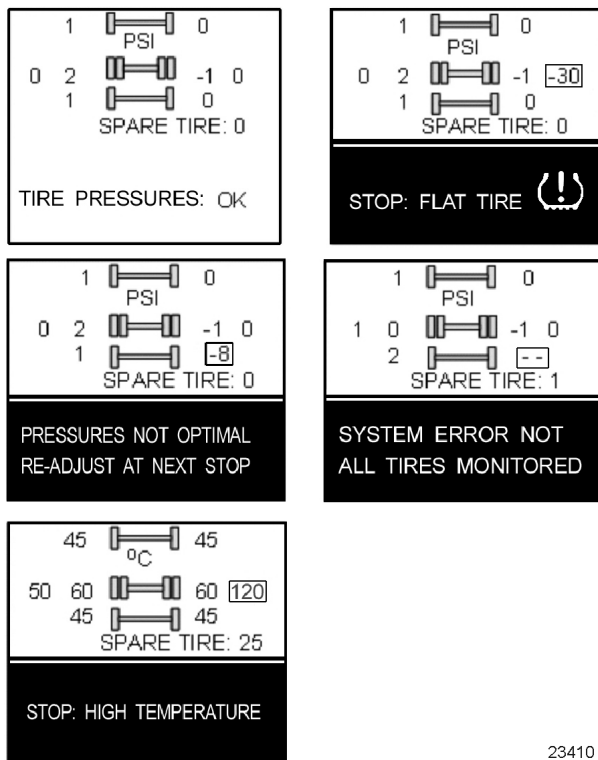 1 0
PSI
0 2 -1 0
1 0
SPARE TIRE: 0
TIRE PRESSURES: OK
1 0
PSI
0 2 -1 -30
1 0
SPARE TIRE: 0
STOP: FLAT TIRE (!)
1 0
PSI
0 2 -1 0
1 -8
SPARE TIRE: 0
PRESSURES NOT OPTIMAL
RE-ADJUST AT NEXT STOP
1 0
PSI
1 0 -1 0
2 --
SPARE TIRE: 1
SYSTEM ERROR NOT
ALL TIRES MONITORED
45 45
ºC
50 60 60 120
45 45
SPARE TIRE: 25
STOP: HIGH TEMPERATURE
23410